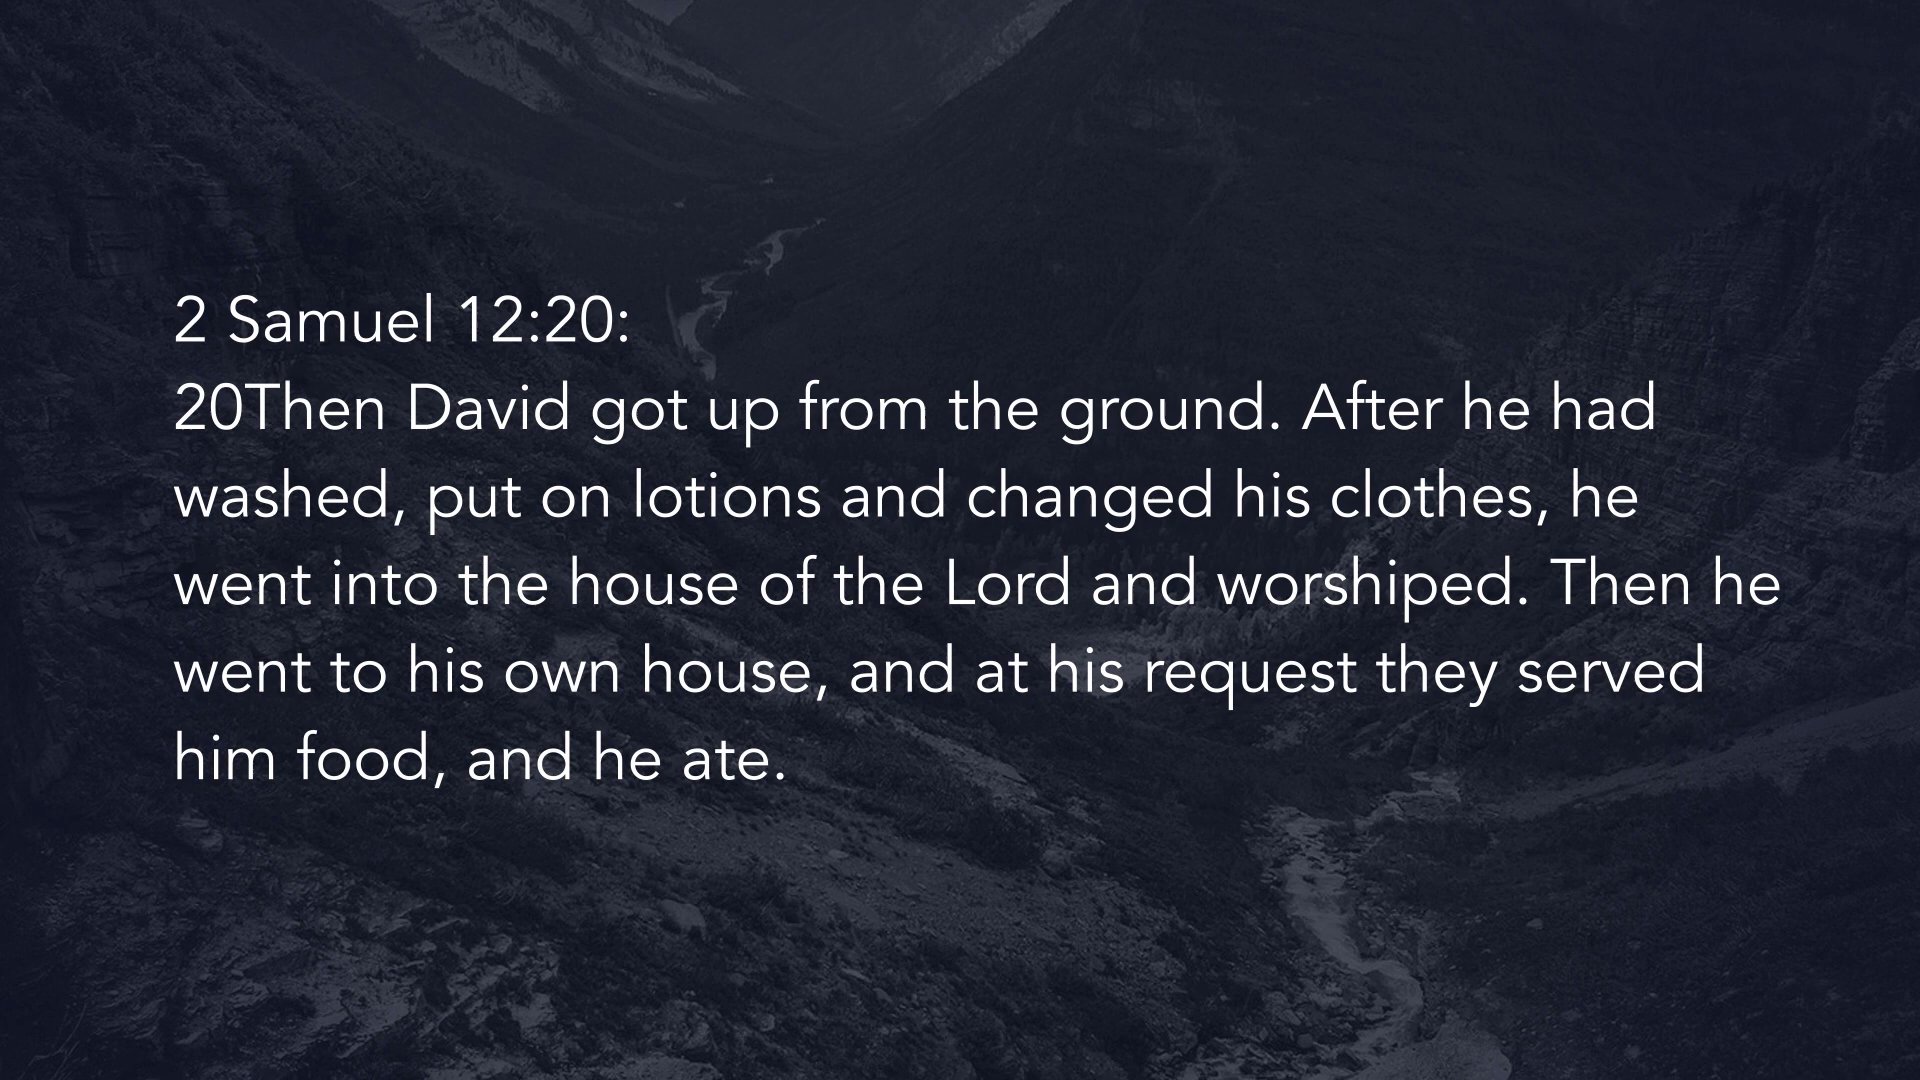 2 Samuel 12:20:
20Then David got up from the ground. After he had
washed, put on lotions and changed his clothes, he
went into the house of the Lord and worshiped. Then he
went to his own house, and at his request they served
him food, and he ate.